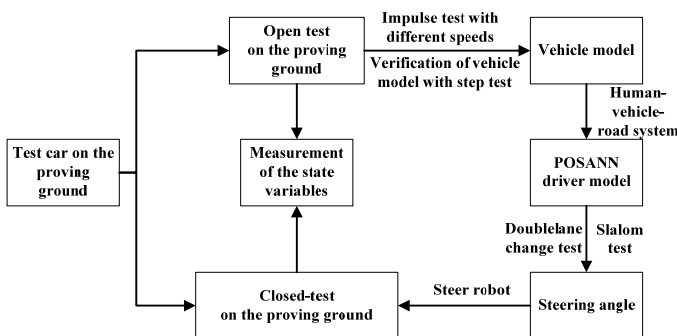 Open test
on the proving
ground
Impulse test with
different speeds
Verification of vehicle
model with step test
Vehicle model
Human-
vehicle-
road system
Test car on the
proving
ground
Measurement
of the state
variables
POSANN
driver model
Doublelane
change test
Slalom
test
Closed-test
on the proving ground
Steer robot
Steering angle